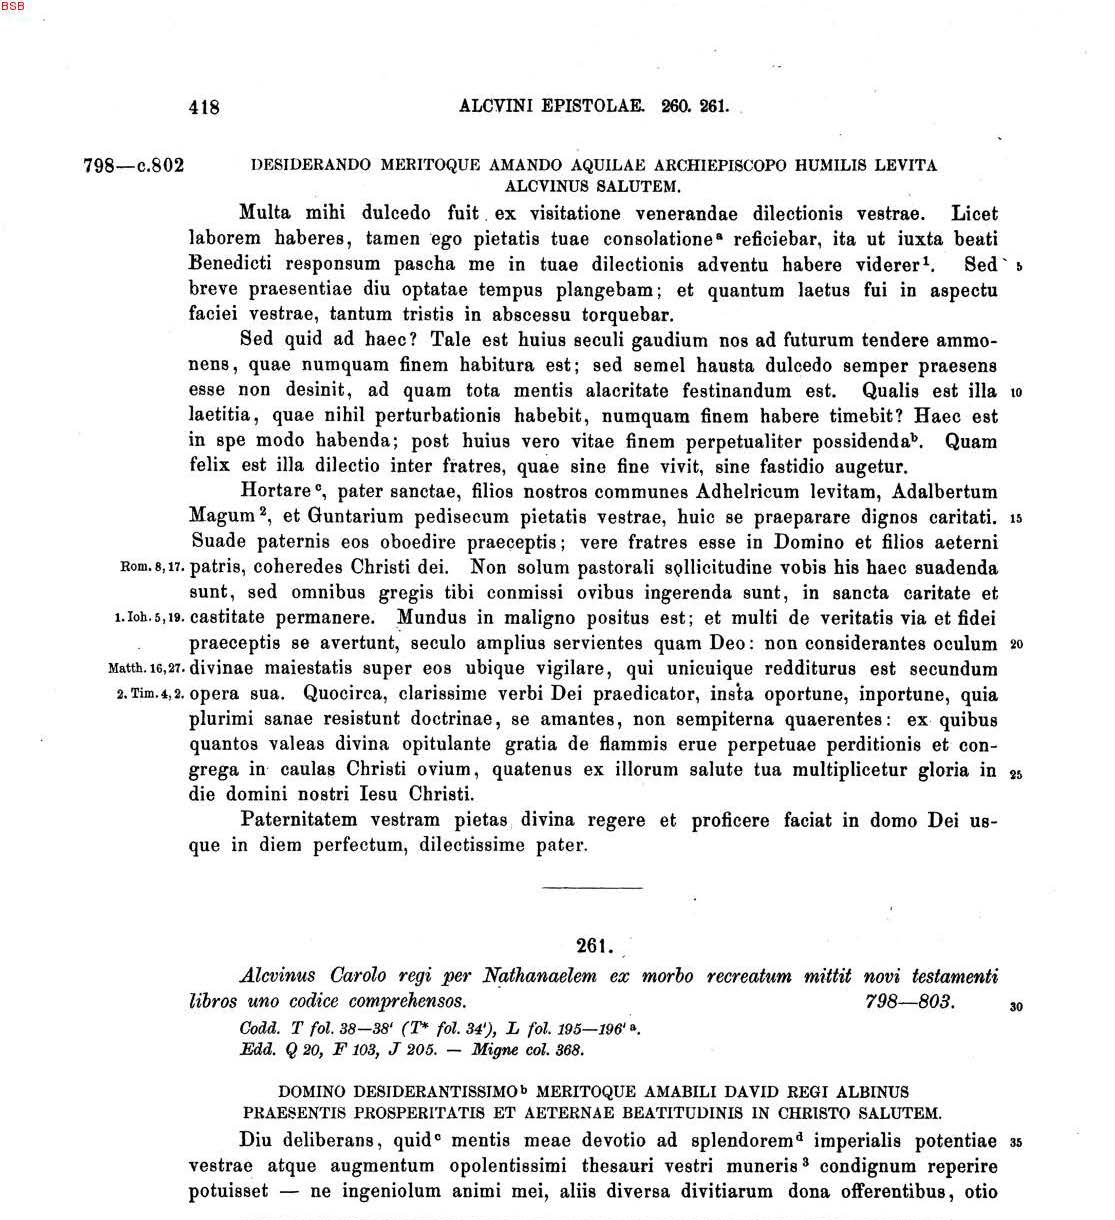 BSB
418 ALCVINI EPISTOLAE. 260. 261.
798—c.802 DESIDERANDO MERITOQUE AMANDO AQUILAE ARCHIEPISCOPO HUMILIS LEVITA
ALCVINUS SALUTEM.
Multa mihi dulcedo fuit ex visitatione venerandae dilectionis vestrae. Licet
laborem haberes, tamen ego pietatis tuae consolationeᵃ reficiebar, ita ut iuxta beati
Benedicti responsum pascha me in tuae dilectionis adventu habere viderer¹. Sed 5
breve praesentiae diu optatae tempus plangebam; et quantum laetus fui in aspectu
faciei vestrae, tantum tristis in abscessu torquebar.
Sed quid ad haec? Tale est huius seculi gaudium nos ad futurum tendere ammo-
nens, quae numquam finem habitura est; sed semel hausta dulcedo semper praesens
esse non desinit, ad quam tota mentis alacritate festinandum est. Qualis est illa 10
laetitia, quae nihil perturbationis habebit, numquam finem habere timebit? Haec est
in spe modo habenda; post huius vero vitae finem perpetualiter possidendaᵇ. Quam
felix est illa dilectio inter fratres, quae sine fine vivit, sine fastidio augetur.
Hortareᶜ, pater sanctae, filios nostros communes Adhelricum levitam, Adalbertum
Magum², et Guntarium pedisecum pietatis vestrae, huic se praeparare dignos caritati. 15
Suade paternis eos oboedire praeceptis; vere fratres esse in Domino et filios aeterni
Rom. 8,17. patris, coheredes Christi dei. Non solum pastorali sollicitudine vobis his haec suadenda
sunt, sed omnibus gregis tibi conmissi ovibus ingerenda sunt, in sancta caritate et
1. Ioh. 5,19. castitate permanere. Mundus in maligno positus est; et multi de veritatis via et fidei
praeceptis se avertunt, seculo amplius servientes quam Deo: non considerantes oculum 20
Matth. 16,27. divinae maiestatis super eos ubique vigilare, qui unicuique redditurus est secundum
2. Tim. 4,2. opera sua. Quocirca, clarissime verbi Dei praedicator, insta oportune, inportune, quia
plurimi sanae resistunt doctrinae, se amantes, non sempiterna quaerentes: ex quibus
quantos valeas divina opitulante gratia de flammis erue perpetuae perditionis et con-
grega in caulas Christi ovium, quatenus ex illorum salute tua multiplicetur gloria in 25
die domini nostri Iesu Christi.
Paternitatem vestram pietas divina regere et proficere faciat in domo Dei us-
que in diem perfectum, dilectissime pater.
261.
Alcvinus Carolo regi per Nathanaelem ex morbo recreatum mittit novi testamenti
libros uno codice comprehensos. 798—803. 30
Codd. T fol. 38—38' (T* fol. 34'), L fol. 195—196' ᵃ.
Edd. Q 20, F 103, J 205. — Migne col. 368.
DOMINO DESIDERANTISSIMOᵇ MERITOQUE AMABILI DAVID REGI ALBINUS
PRAESENTIS PROSPERITATIS ET AETERNAE BEATITUDINIS IN CHRISTO SALUTEM.
Diu deliberans, quidᶜ mentis meae devotio ad splendoremᵈ imperialis potentiae 35
vestrae atque augmentum opolentissimi thesauri vestri muneris³ condignum reperire
potuisset — ne ingeniolum animi mei, aliis diversa divitiarum dona offerentibus, otio